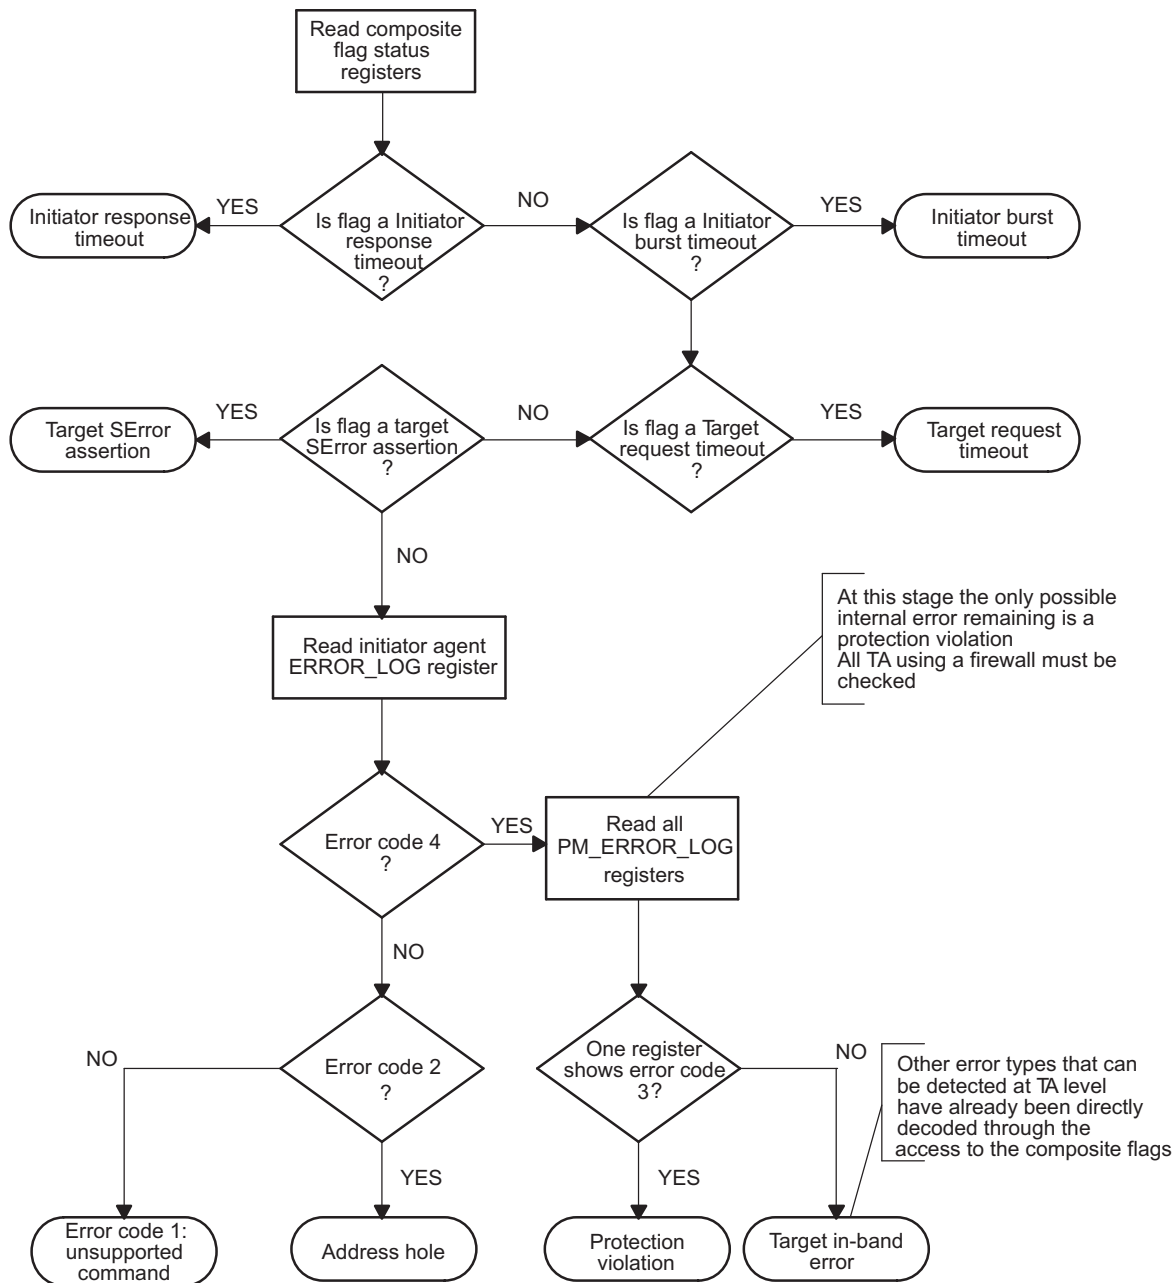 Read composite
flag status
registers
YES
NO
YES
Initiator response
timeout
Is flag a Initiator
response
timeout
?
Is flag a Initiator
burst timeout
?
Initiator burst
timeout
YES
NO
YES
Target SError
assertion
Is flag a target
SError assertion
?
Is flag a Target
request timeout
?
Target request
timeout
NO
At this stage the only possible
internal error remaining is a
protection violation
All TA using a firewall must be
checked
Read initiator agent
ERROR_LOG register
Error code 4
?
YES
Read all
PM_ERROR_LOG
registers
NO
NO
Error code 2
?
One register
shows error code
3?
NO
Other error types that can
be detected at TA level
have already been directly
decoded through the
access to the composite flags
YES
YES
Error code 1:
unsupported
command
Address hole
Protection
violation
Target in-band
error